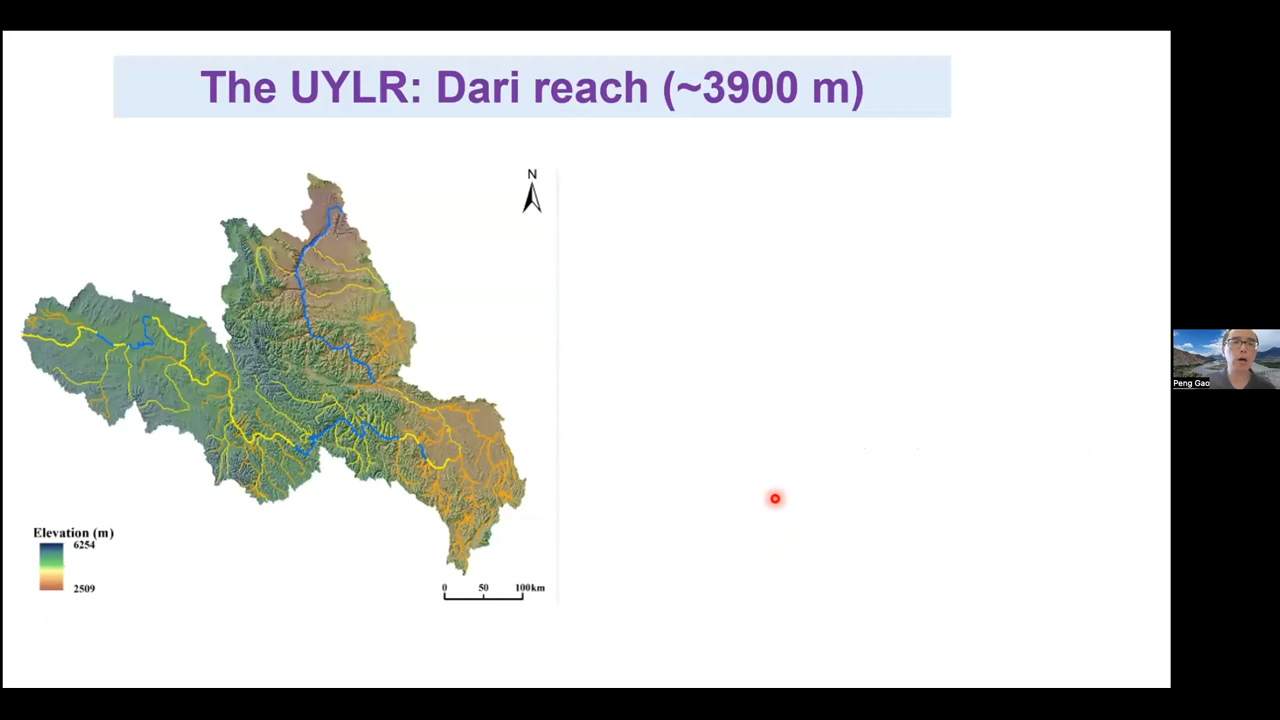 The UYLR: Dari reach (~3900 m)
N
Peng Gao
Elevation (m)
6254
2509
0 50 100km